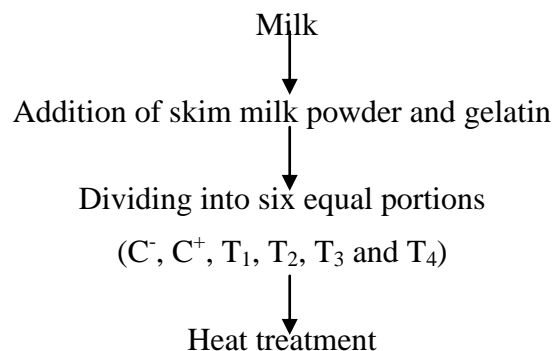 Milk
Addition of skim milk powder and gelatin
Dividing into six equal portions
(C⁻, C⁺, T₁, T₂, T₃ and T₄)
Heat treatment